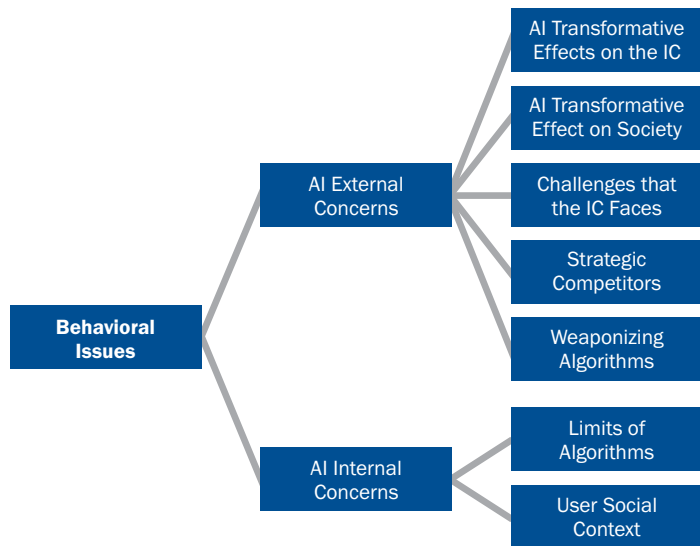 Behavioral
Issues
AI External
Concerns
AI Transformative
Effects on the IC
AI Transformative
Effect on Society
Challenges that
the IC Faces
Strategic
Competitors
Weaponizing
Algorithms
AI Internal
Concerns
Limits of
Algorithms
User Social
Context